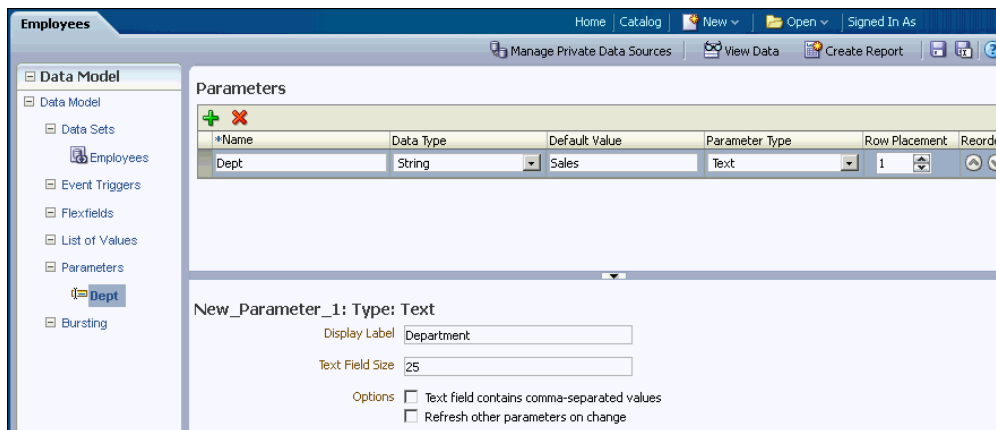 Employees
Home Catalog New Open Signed In As
Manage Private Data Sources View Data Create Report
Data Model
Data Model
Data Sets
Employees
Event Triggers
Flexfields
List of Values
Parameters
Dept
Bursting
Parameters
*Name Data Type Default Value Parameter Type Row Placement Reorde
Dept String Sales Text 1
New_Parameter_1: Type: Text
Display Label Department
Text Field Size 25
Options Text field contains comma-separated values
Refresh other parameters on change